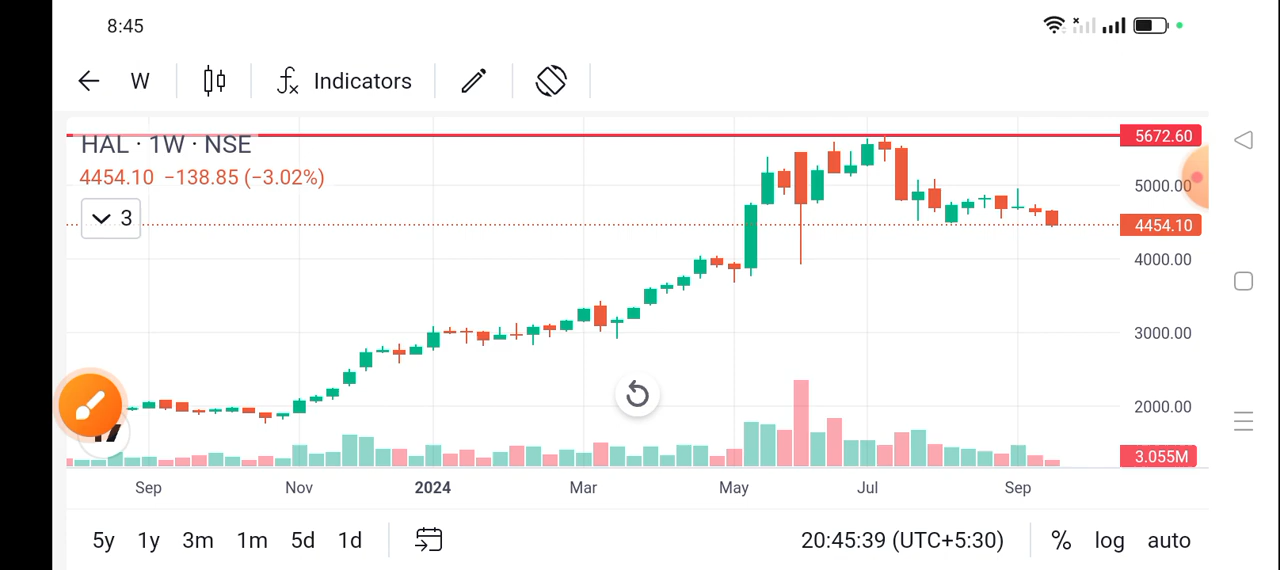 8:45
W Indicators
HAL · 1W · NSE
5672.60
4454.10 −138.85 (−3.02%)
5000.00
3
4454.10
4000.00
3000.00
2000.00
3.055M
Sep Nov 2024 Mar May Jul Sep
5y 1y 3m 1m 5d 1d 20:45:39 (UTC+5:30) % log auto